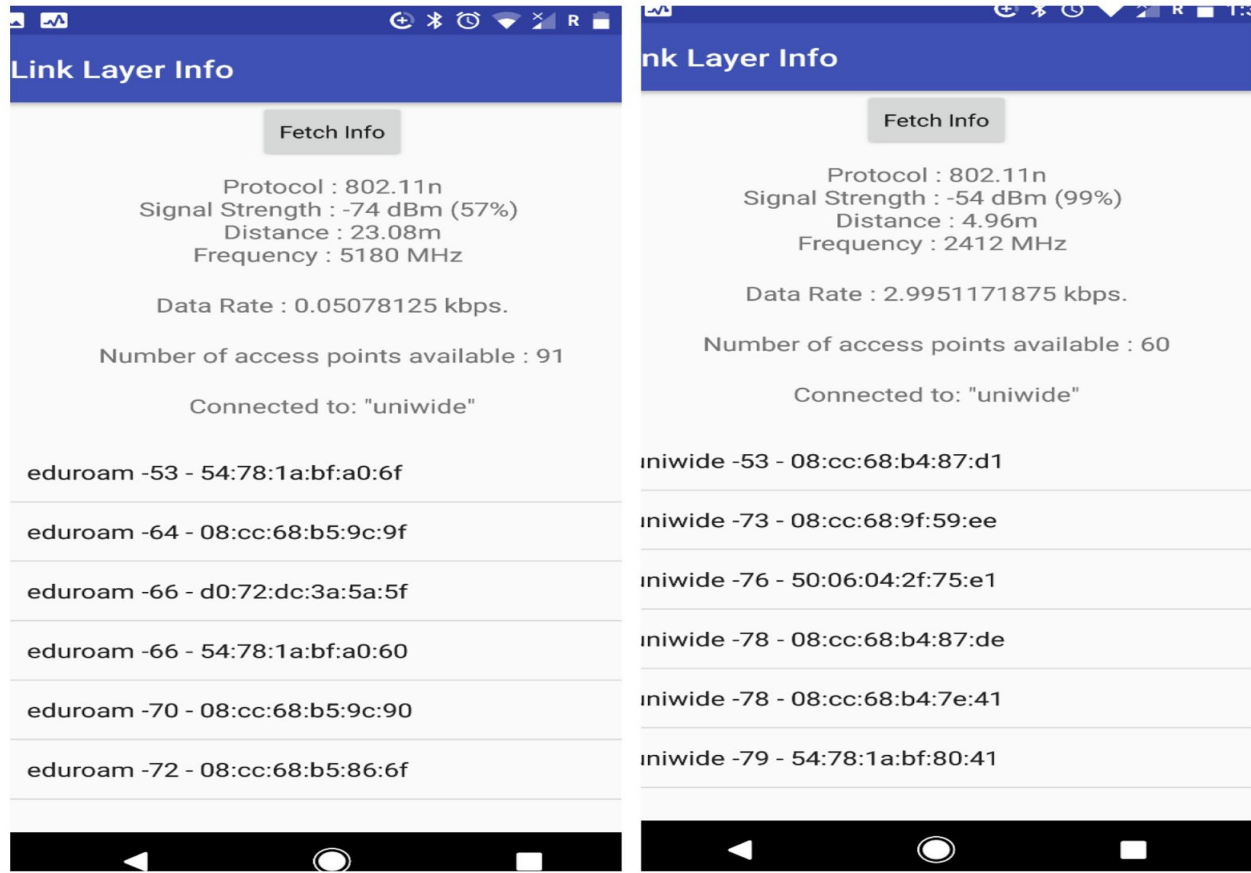 R
Link Layer Info
Fetch Info
Protocol : 802.11n
Signal Strength : -74 dBm (57%)
Distance : 23.08m
Frequency : 5180 MHz
Data Rate : 0.05078125 kbps.
Number of access points available : 91
Connected to: "uniwide"
eduroam -53 - 54:78:1a:bf:a0:6f
eduroam -64 - 08:cc:68:b5:9c:9f
eduroam -66 - d0:72:dc:3a:5a:5f
eduroam -66 - 54:78:1a:bf:a0:60
eduroam -70 - 08:cc:68:b5:9c:90
eduroam -72 - 08:cc:68:b5:86:6f
R
nk Layer Info
Fetch Info
Protocol : 802.11n
Signal Strength : -54 dBm (99%)
Distance : 4.96m
Frequency : 2412 MHz
Data Rate : 2.9951171875 kbps.
Number of access points available : 60
Connected to: "uniwide"
uniwide -53 - 08:cc:68:b4:87:d1
uniwide -73 - 08:cc:68:9f:59:ee
uniwide -76 - 50:06:04:2f:75:e1
uniwide -78 - 08:cc:68:b4:87:de
uniwide -78 - 08:cc:68:b4:7e:41
uniwide -79 - 54:78:1a:bf:80:41